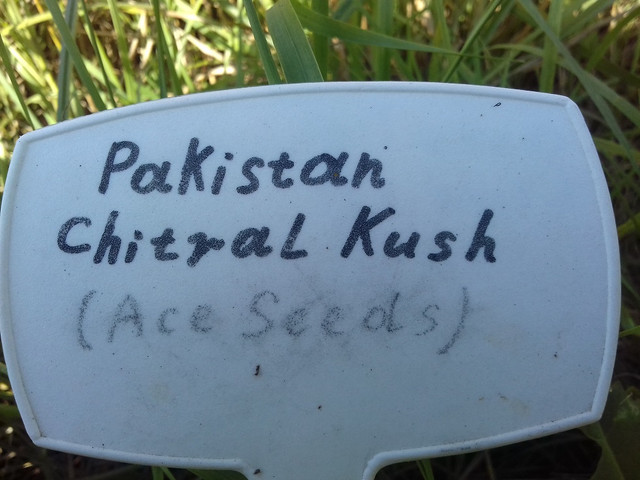 Pakistan
Chitral Kush
(Ace Seeds)